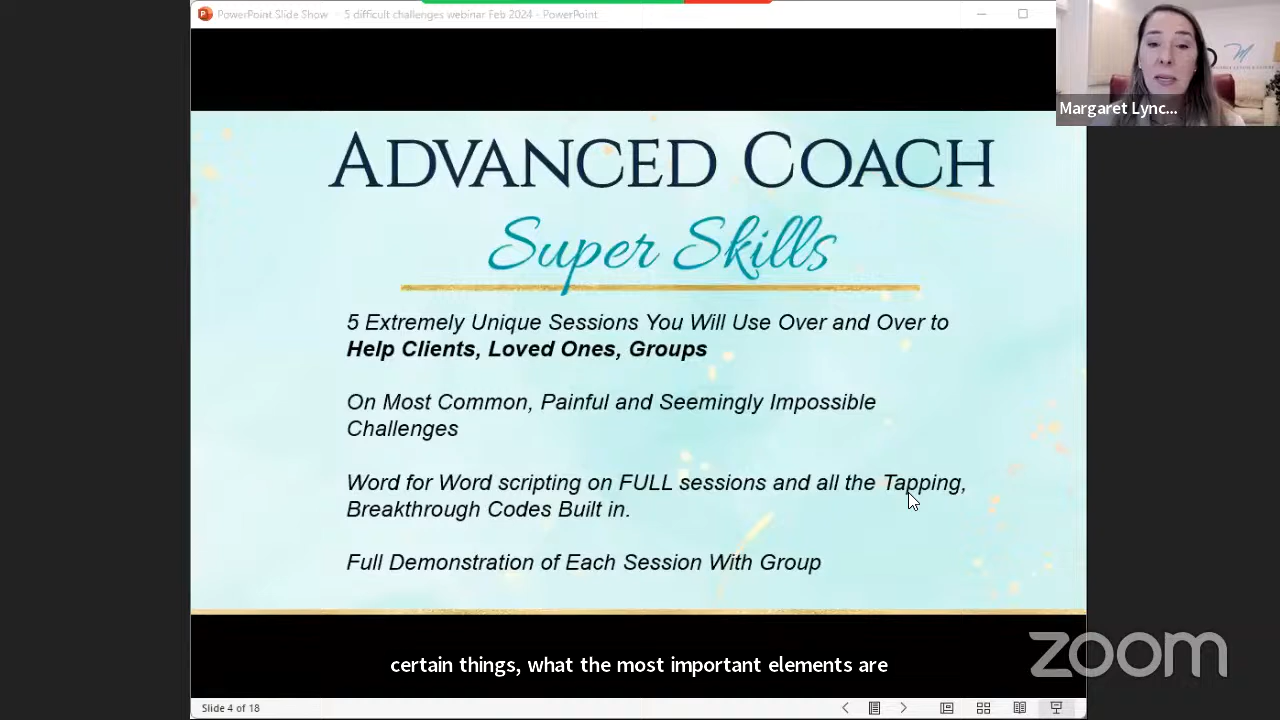 PowerPoint Slide Show - 5 difficult challenges webinar Feb 2024 - PowerPoint
Margaret Lync...
ADVANCED COACH
Super Skills
5 Extremely Unique Sessions You Will Use Over and Over to
Help Clients, Loved Ones, Groups
On Most Common, Painful and Seemingly Impossible
Challenges
Word for Word scripting on FULL sessions and all the Tapping,
Breakthrough Codes Built in.
Full Demonstration of Each Session With Group
certain things, what the most important elements are
zoom
Slide 4 of 18